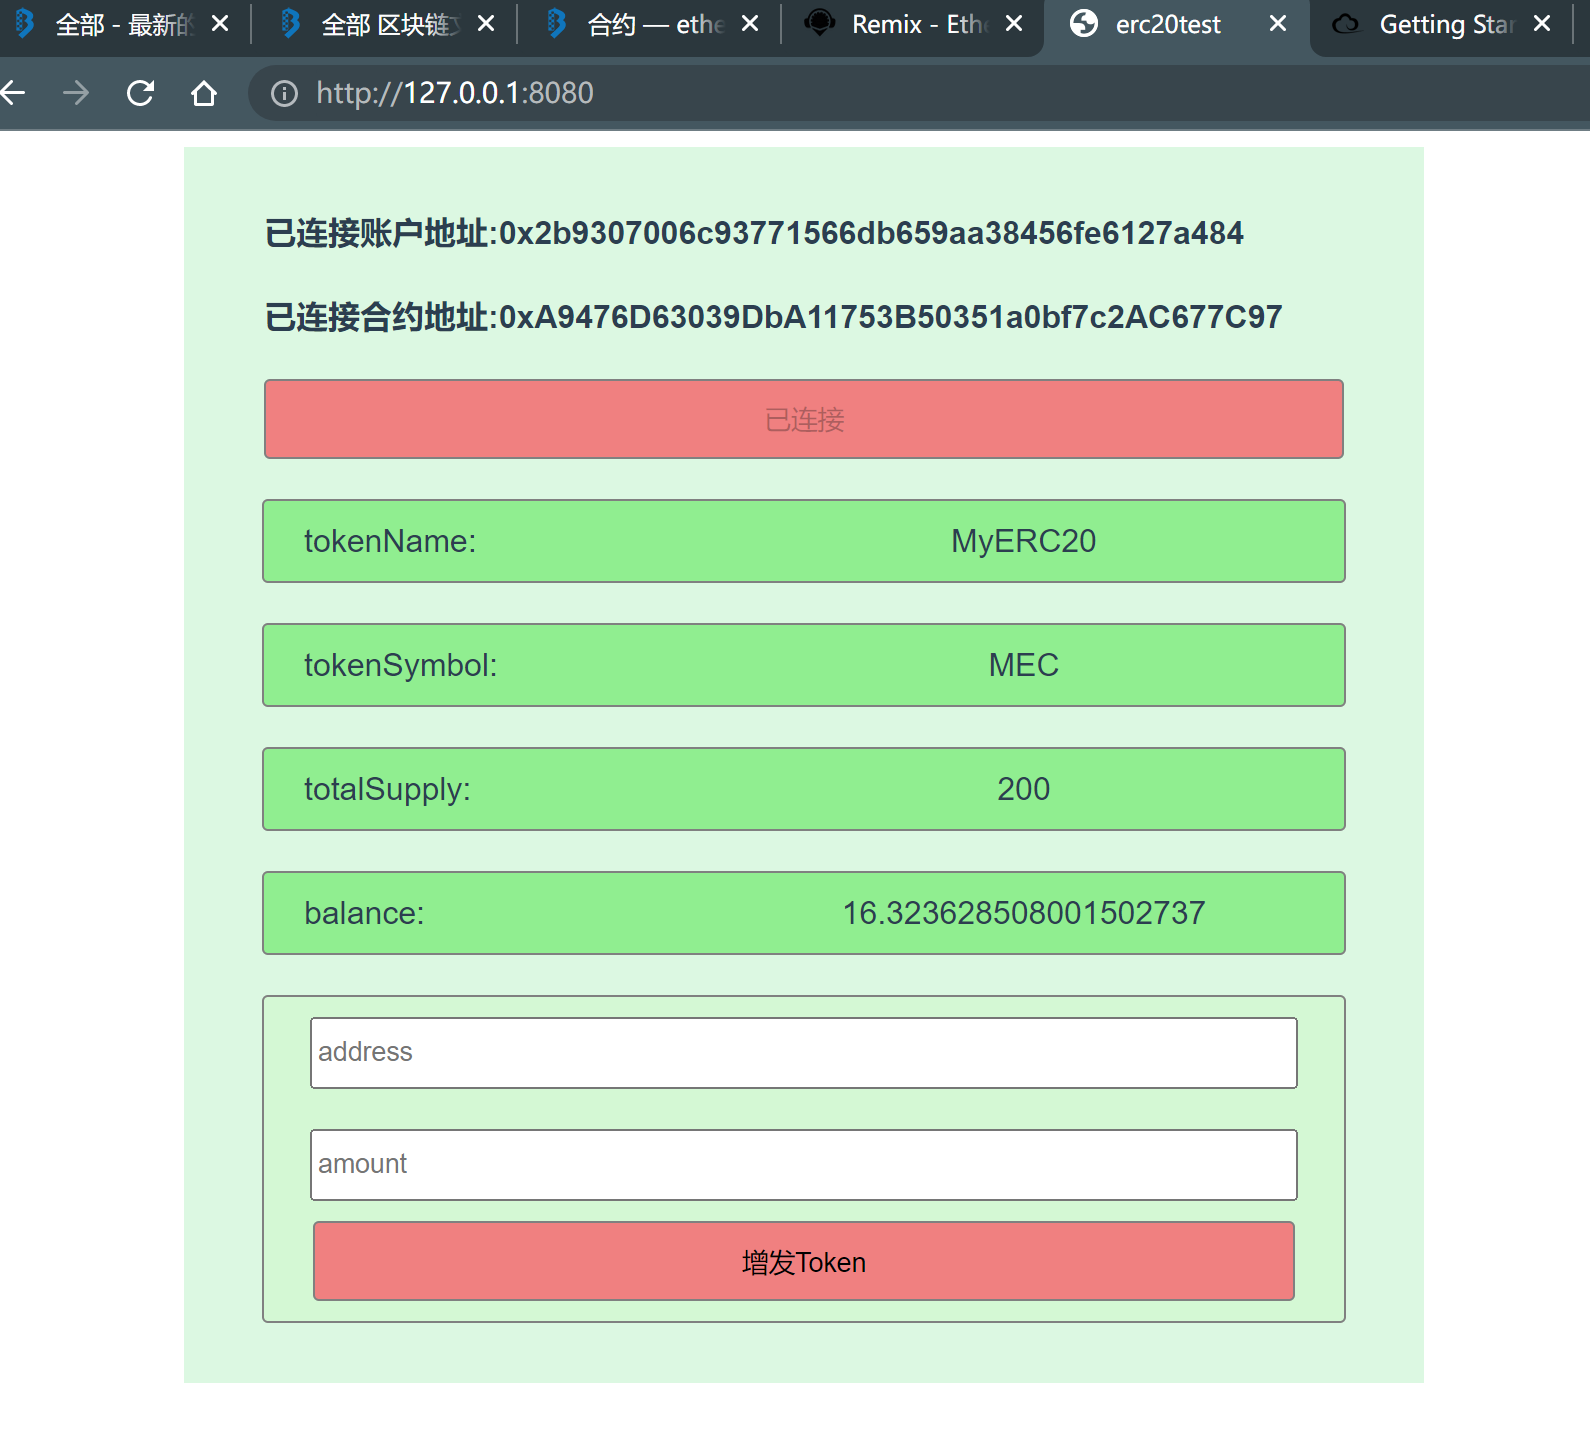 全部 - 最新的
全部 区块链
合约 — ethe
Remix - Eth
erc20test
Getting Star
http://127.0.0.1:8080
已连接账户地址:0x2b9307006c93771566db659aa38456fe6127a484
已连接合约地址:0xA9476D63039DbA11753B50351a0bf7c2AC677C97
已连接
tokenName: MyERC20
tokenSymbol: MEC
totalSupply: 200
balance: 16.323628508001502737
address
amount
增发Token